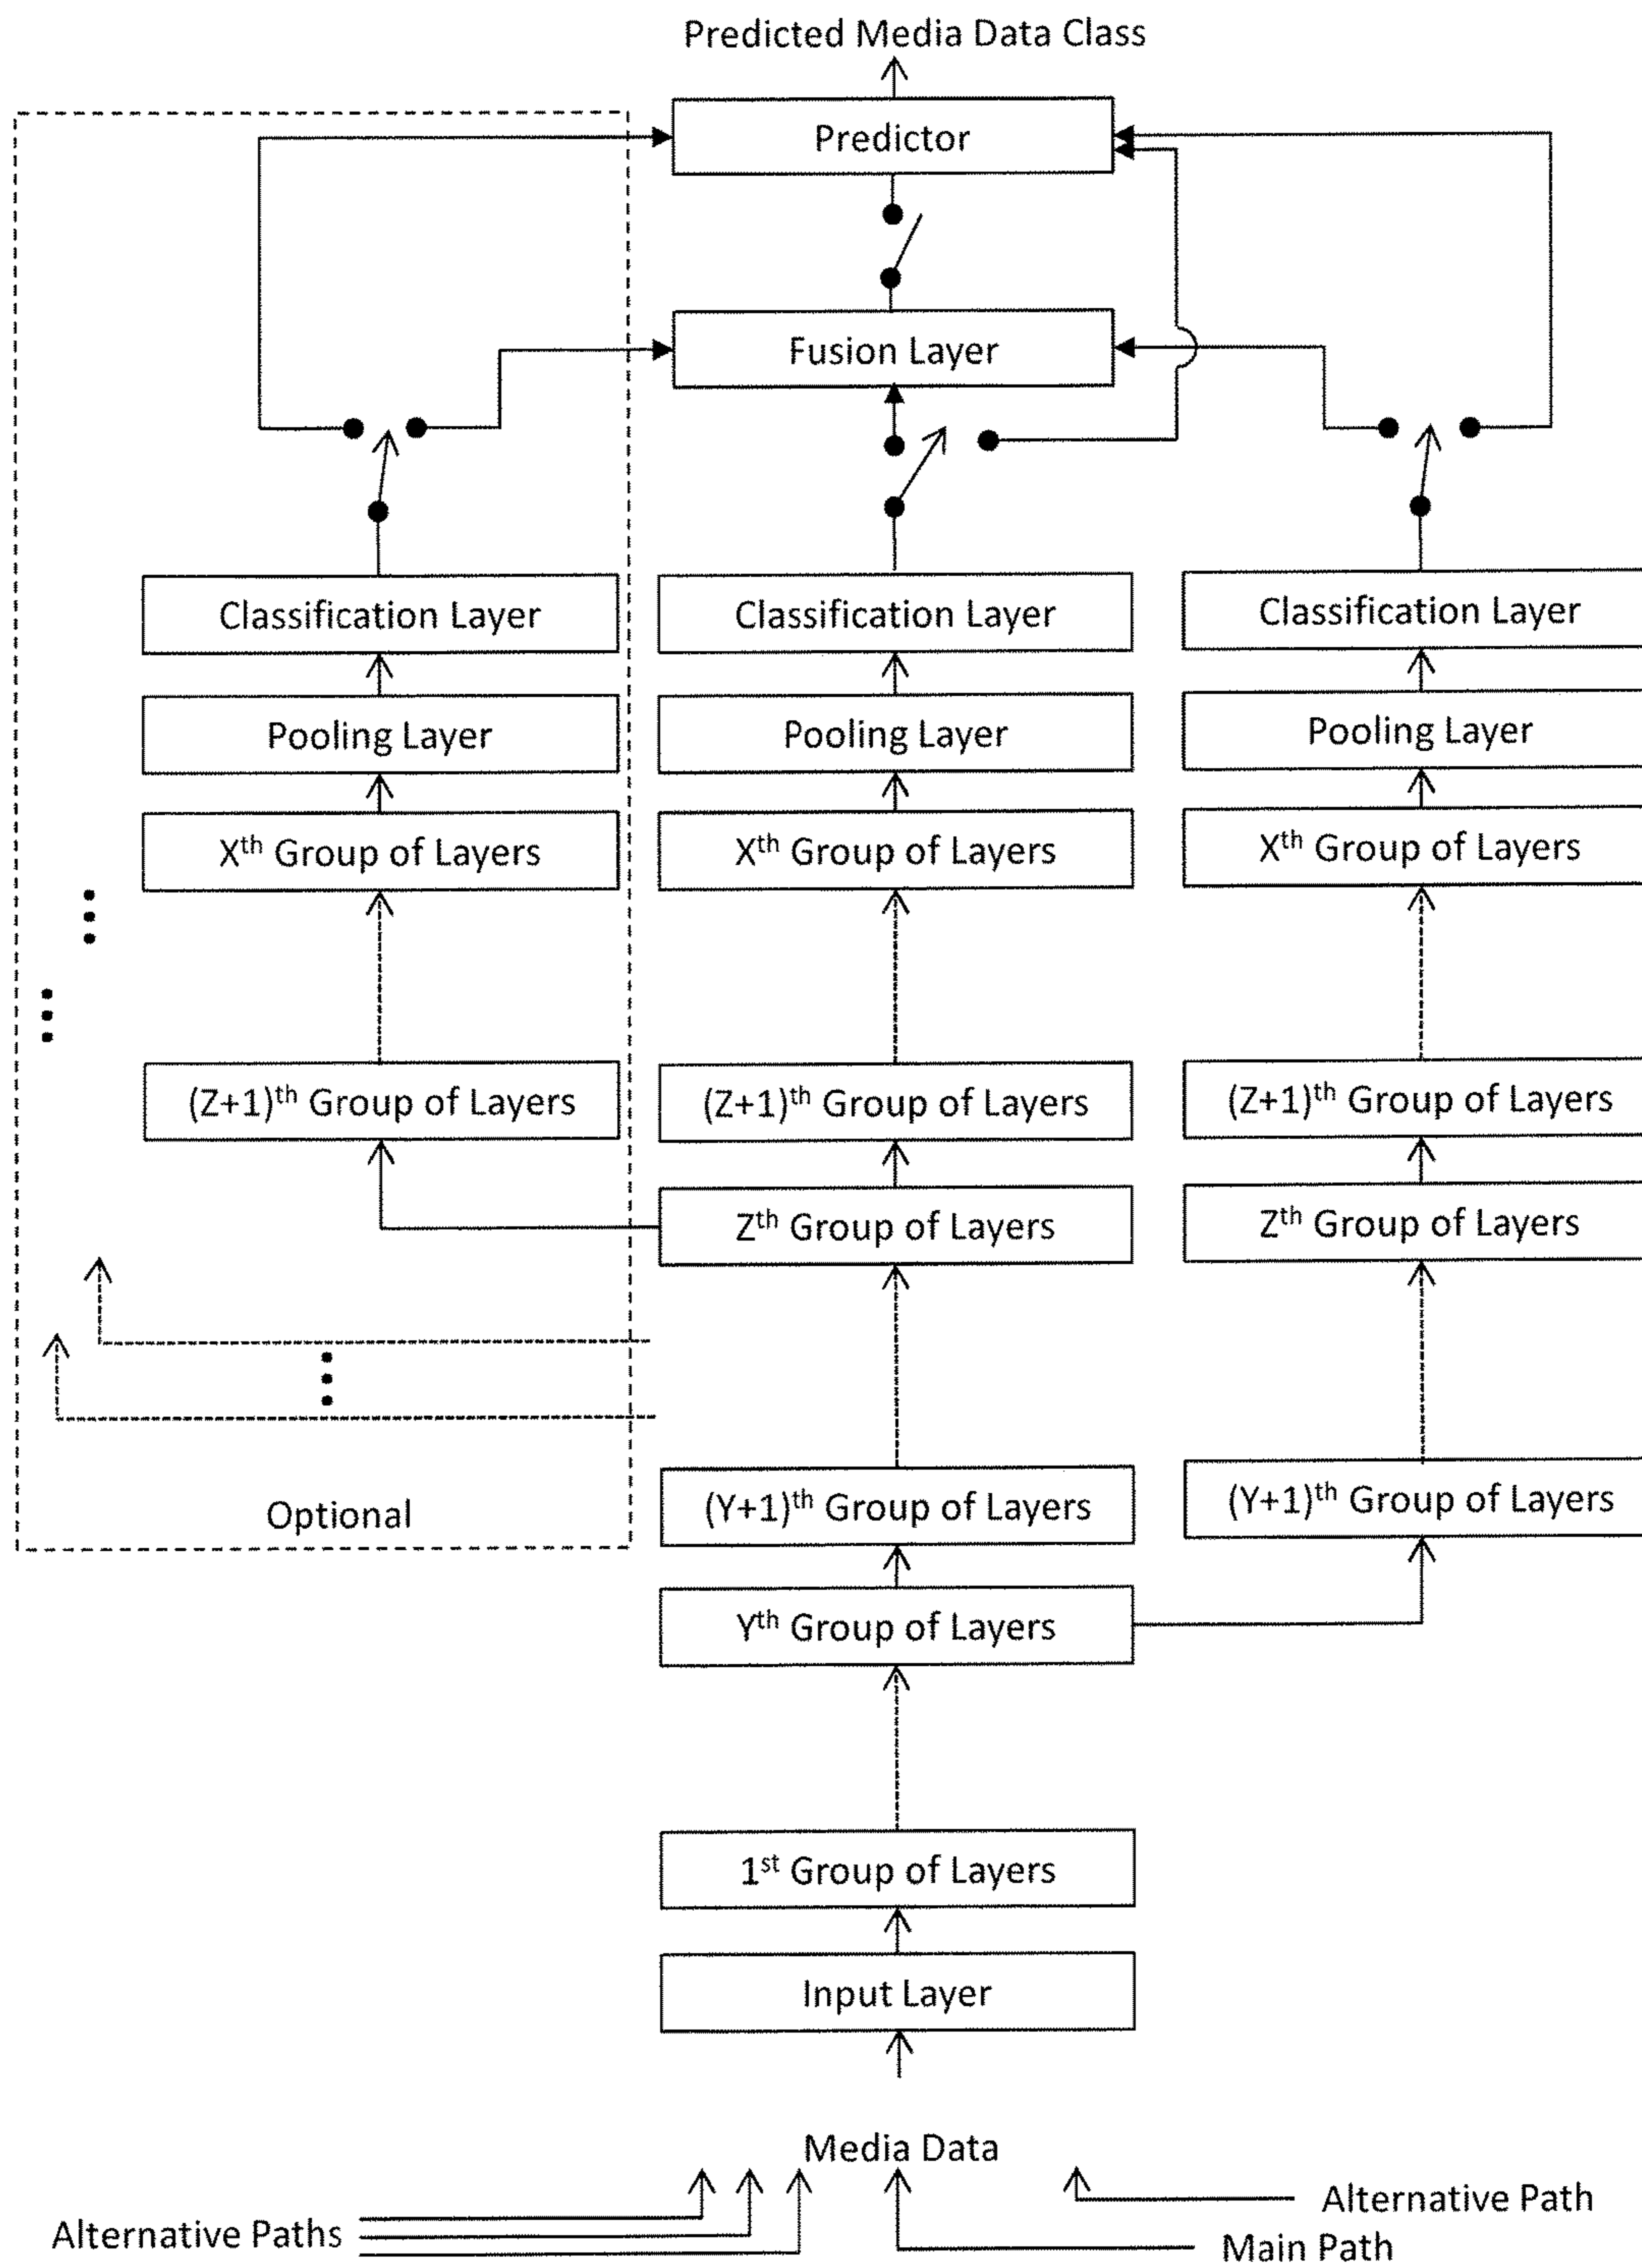 Predicted Media Data Class
Predictor
Fusion Layer
Classification Layer
Classification Layer
Classification Layer
Pooling Layer
Pooling Layer
Pooling Layer
Xth Group of Layers
Xth Group of Layers
Xth Group of Layers
(Z+1)th Group of Layers
(Z+1)th Group of Layers
(Z+1)th Group of Layers
Zth Group of Layers
Zth Group of Layers
(Y+1)th Group of Layers
(Y+1)th Group of Layers
Optional
Yth Group of Layers
1st Group of Layers
Input Layer
Media Data
Alternative Path
Alternative Paths
Main Path